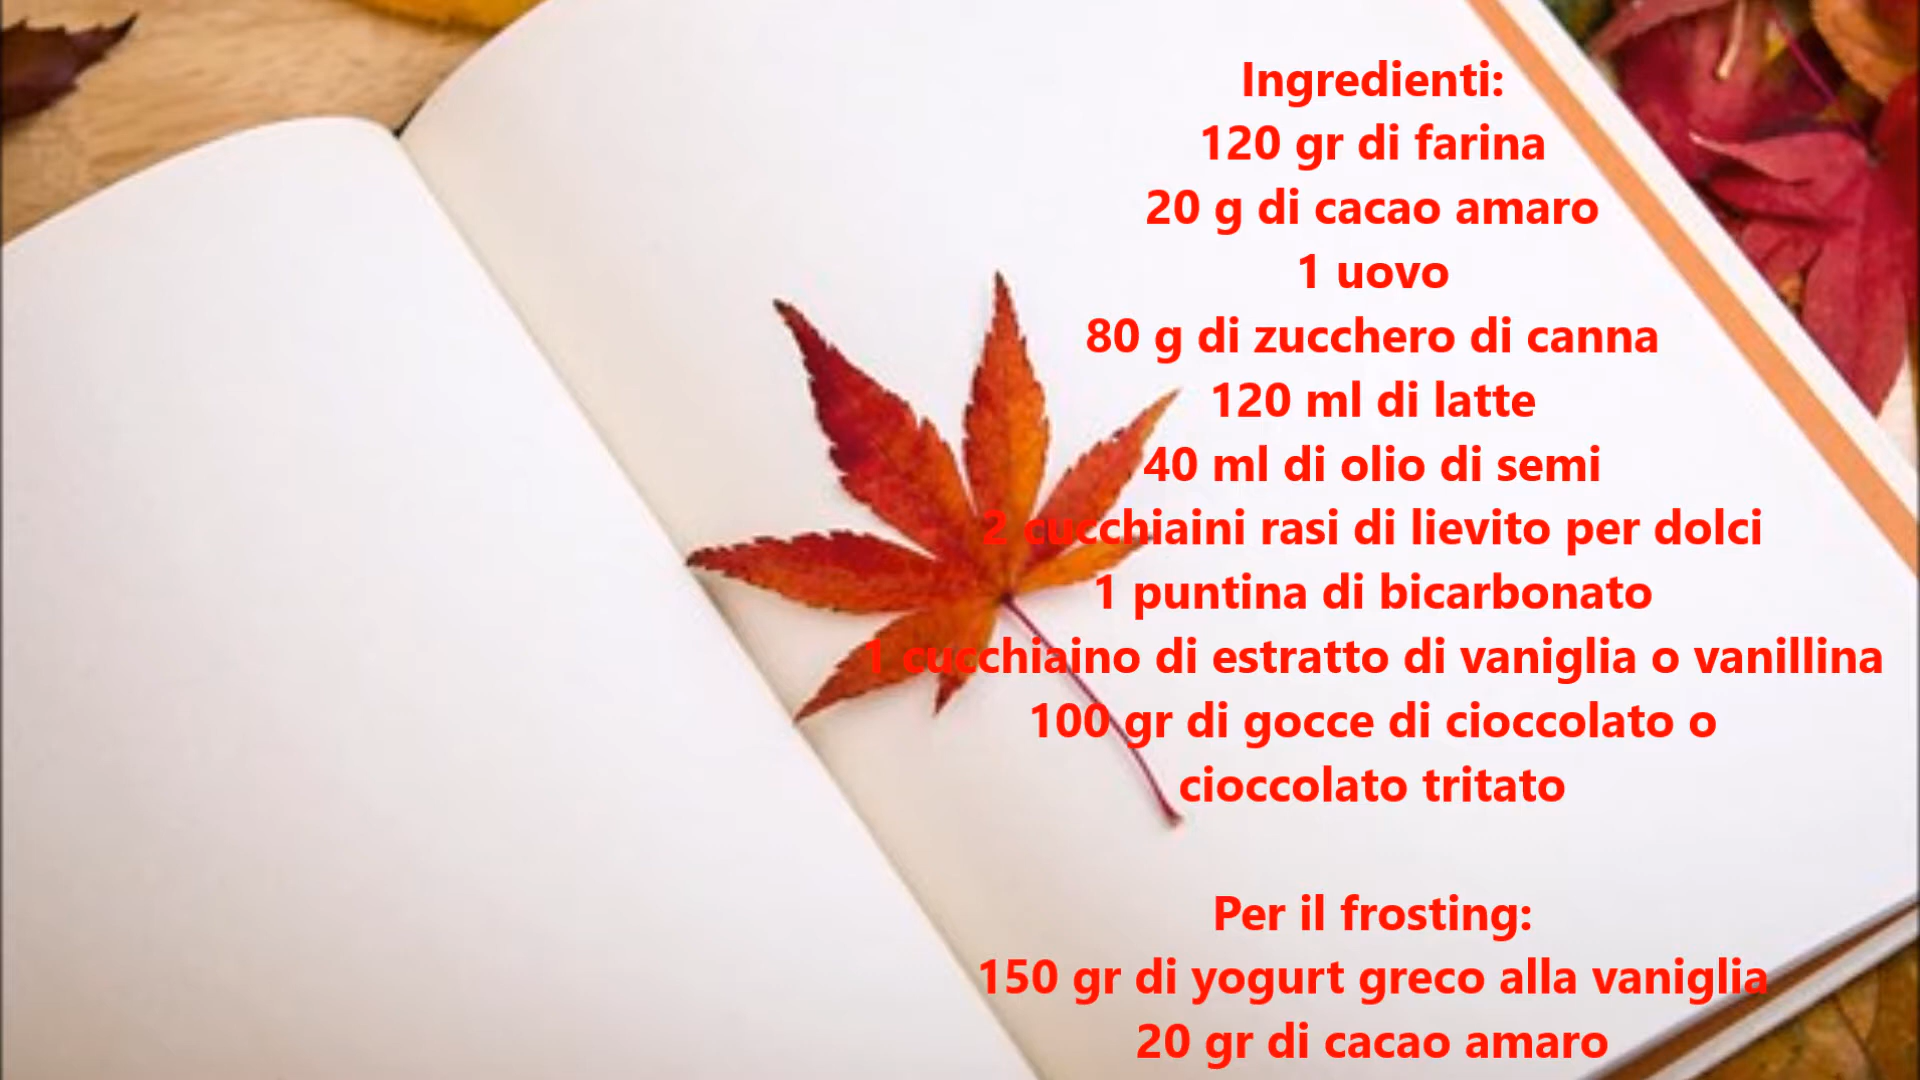 Ingredienti:
120 gr di farina
20 g di cacao amaro
1 uovo
80 g di zucchero di canna
120 ml di latte
40 ml di olio di semi
2 cucchiaini rasi di lievito per dolci
1 puntina di bicarbonato
1 cucchiaino di estratto di vaniglia o vanillina
100 gr di gocce di cioccolato o
cioccolato tritato
Per il frosting:
150 gr di yogurt greco alla vaniglia
20 gr di cacao amaro